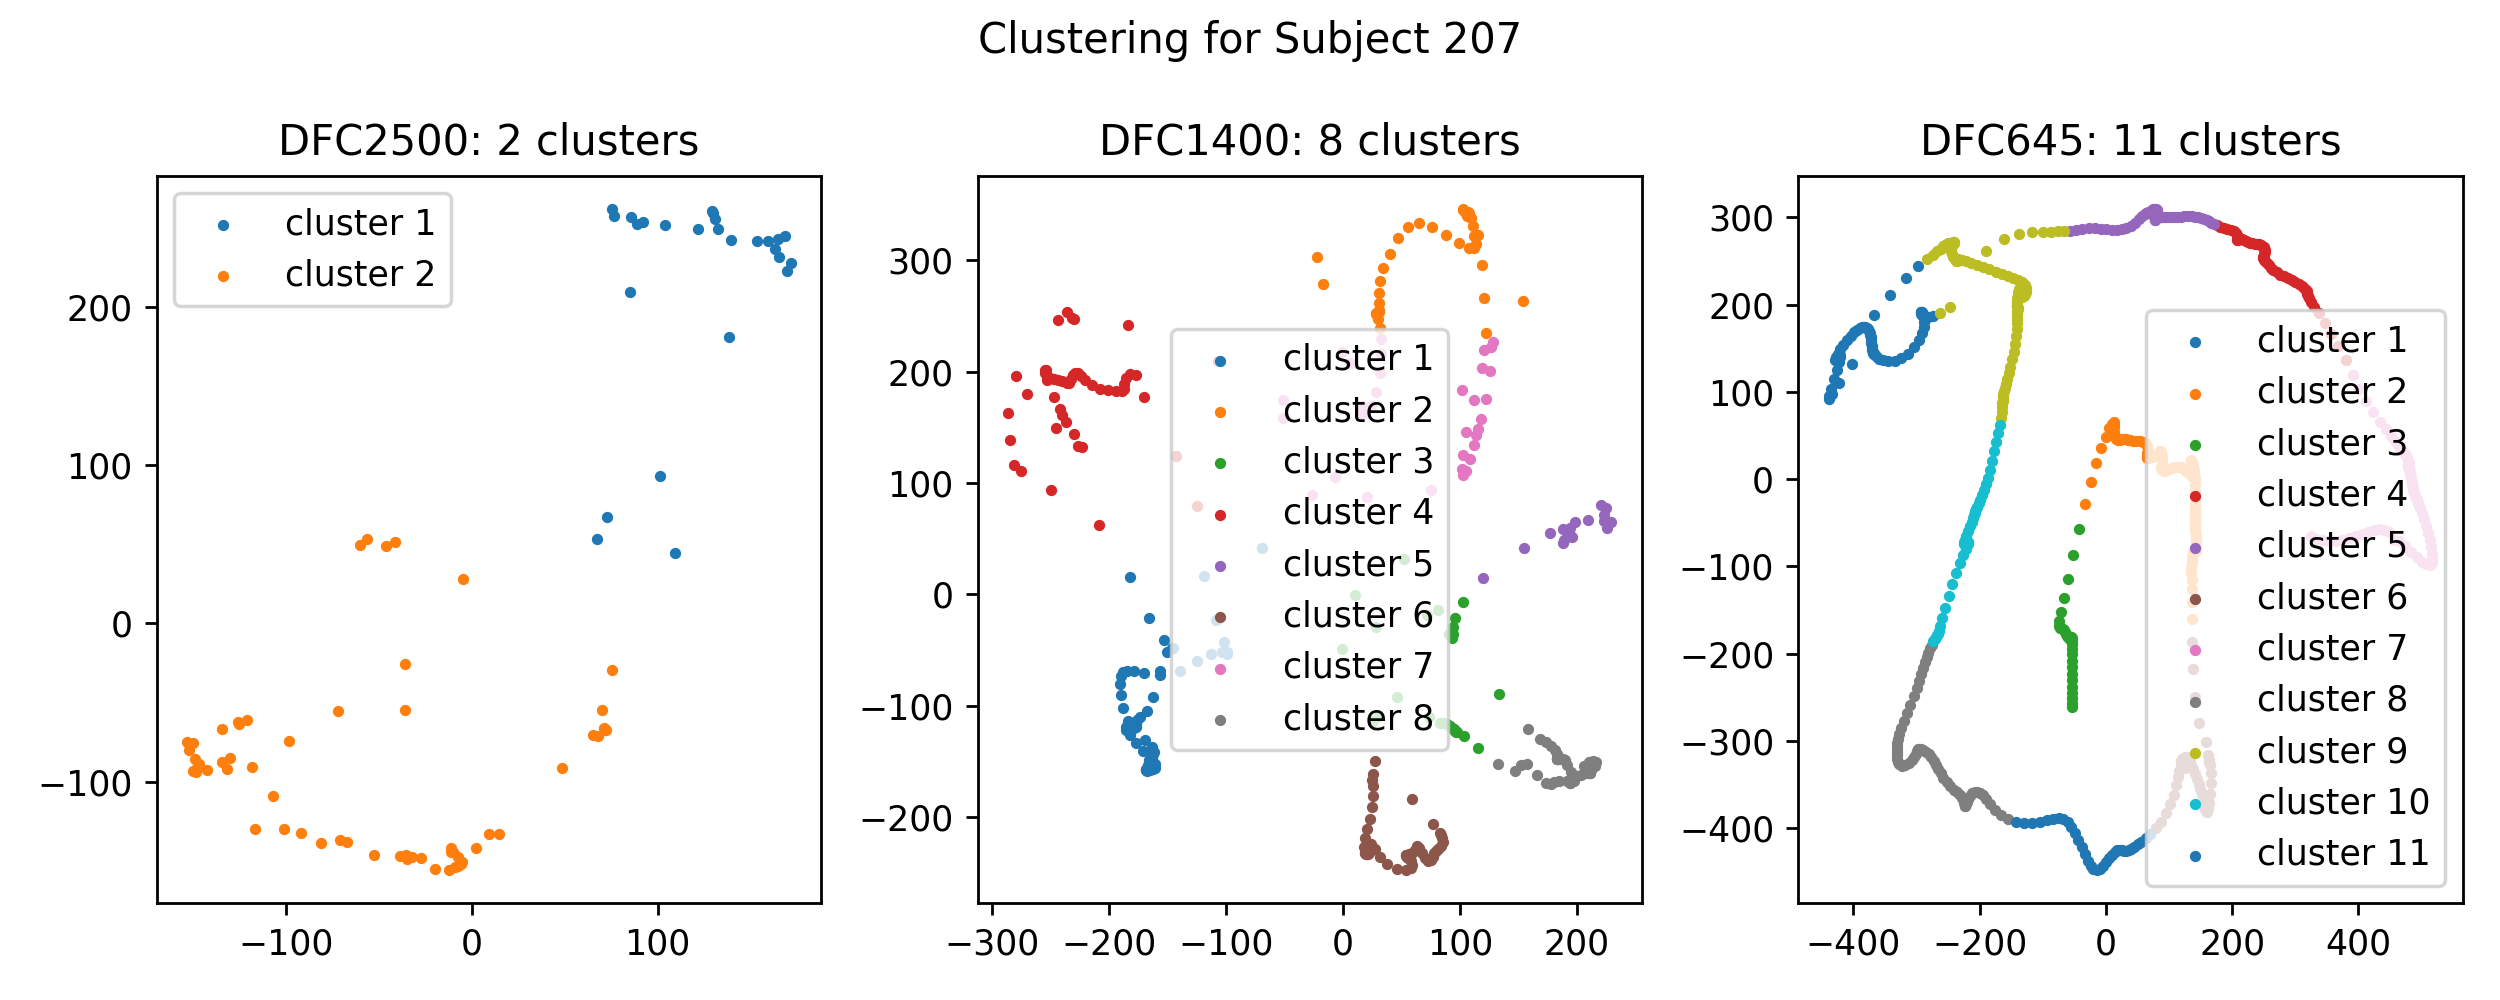 Clustering for Subject 207
DFC2500: 2 clusters
cluster 1
cluster 2
200
100
0
−100
−100
0
100
DFC1400: 8 clusters
cluster 1
cluster 2
cluster 3
cluster 4
cluster 5
cluster 6
cluster 7
cluster 8
300
200
100
0
−100
−200
−300
−200
−100
0
100
200
DFC645: 11 clusters
cluster 1
cluster 2
cluster 3
cluster 4
cluster 5
cluster 6
cluster 7
cluster 8
cluster 9
cluster 10
cluster 11
300
200
100
0
−100
−200
−300
−400
−400
−200
0
200
400